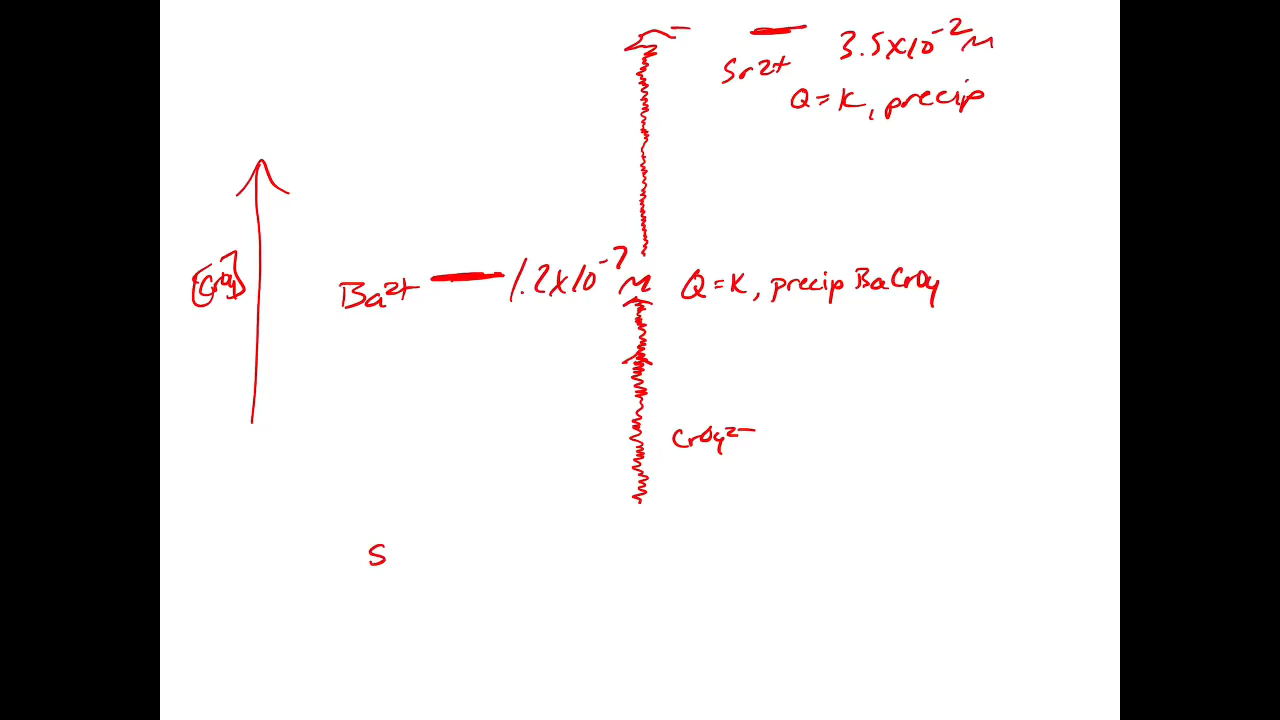 3.5x10⁻² M
Sr²⁺
Q=K, precip
[CrO₄]
Ba²⁺ 1.2x10⁻⁷ M Q=K, precip BaCrO₄
CrO₄²⁻
S